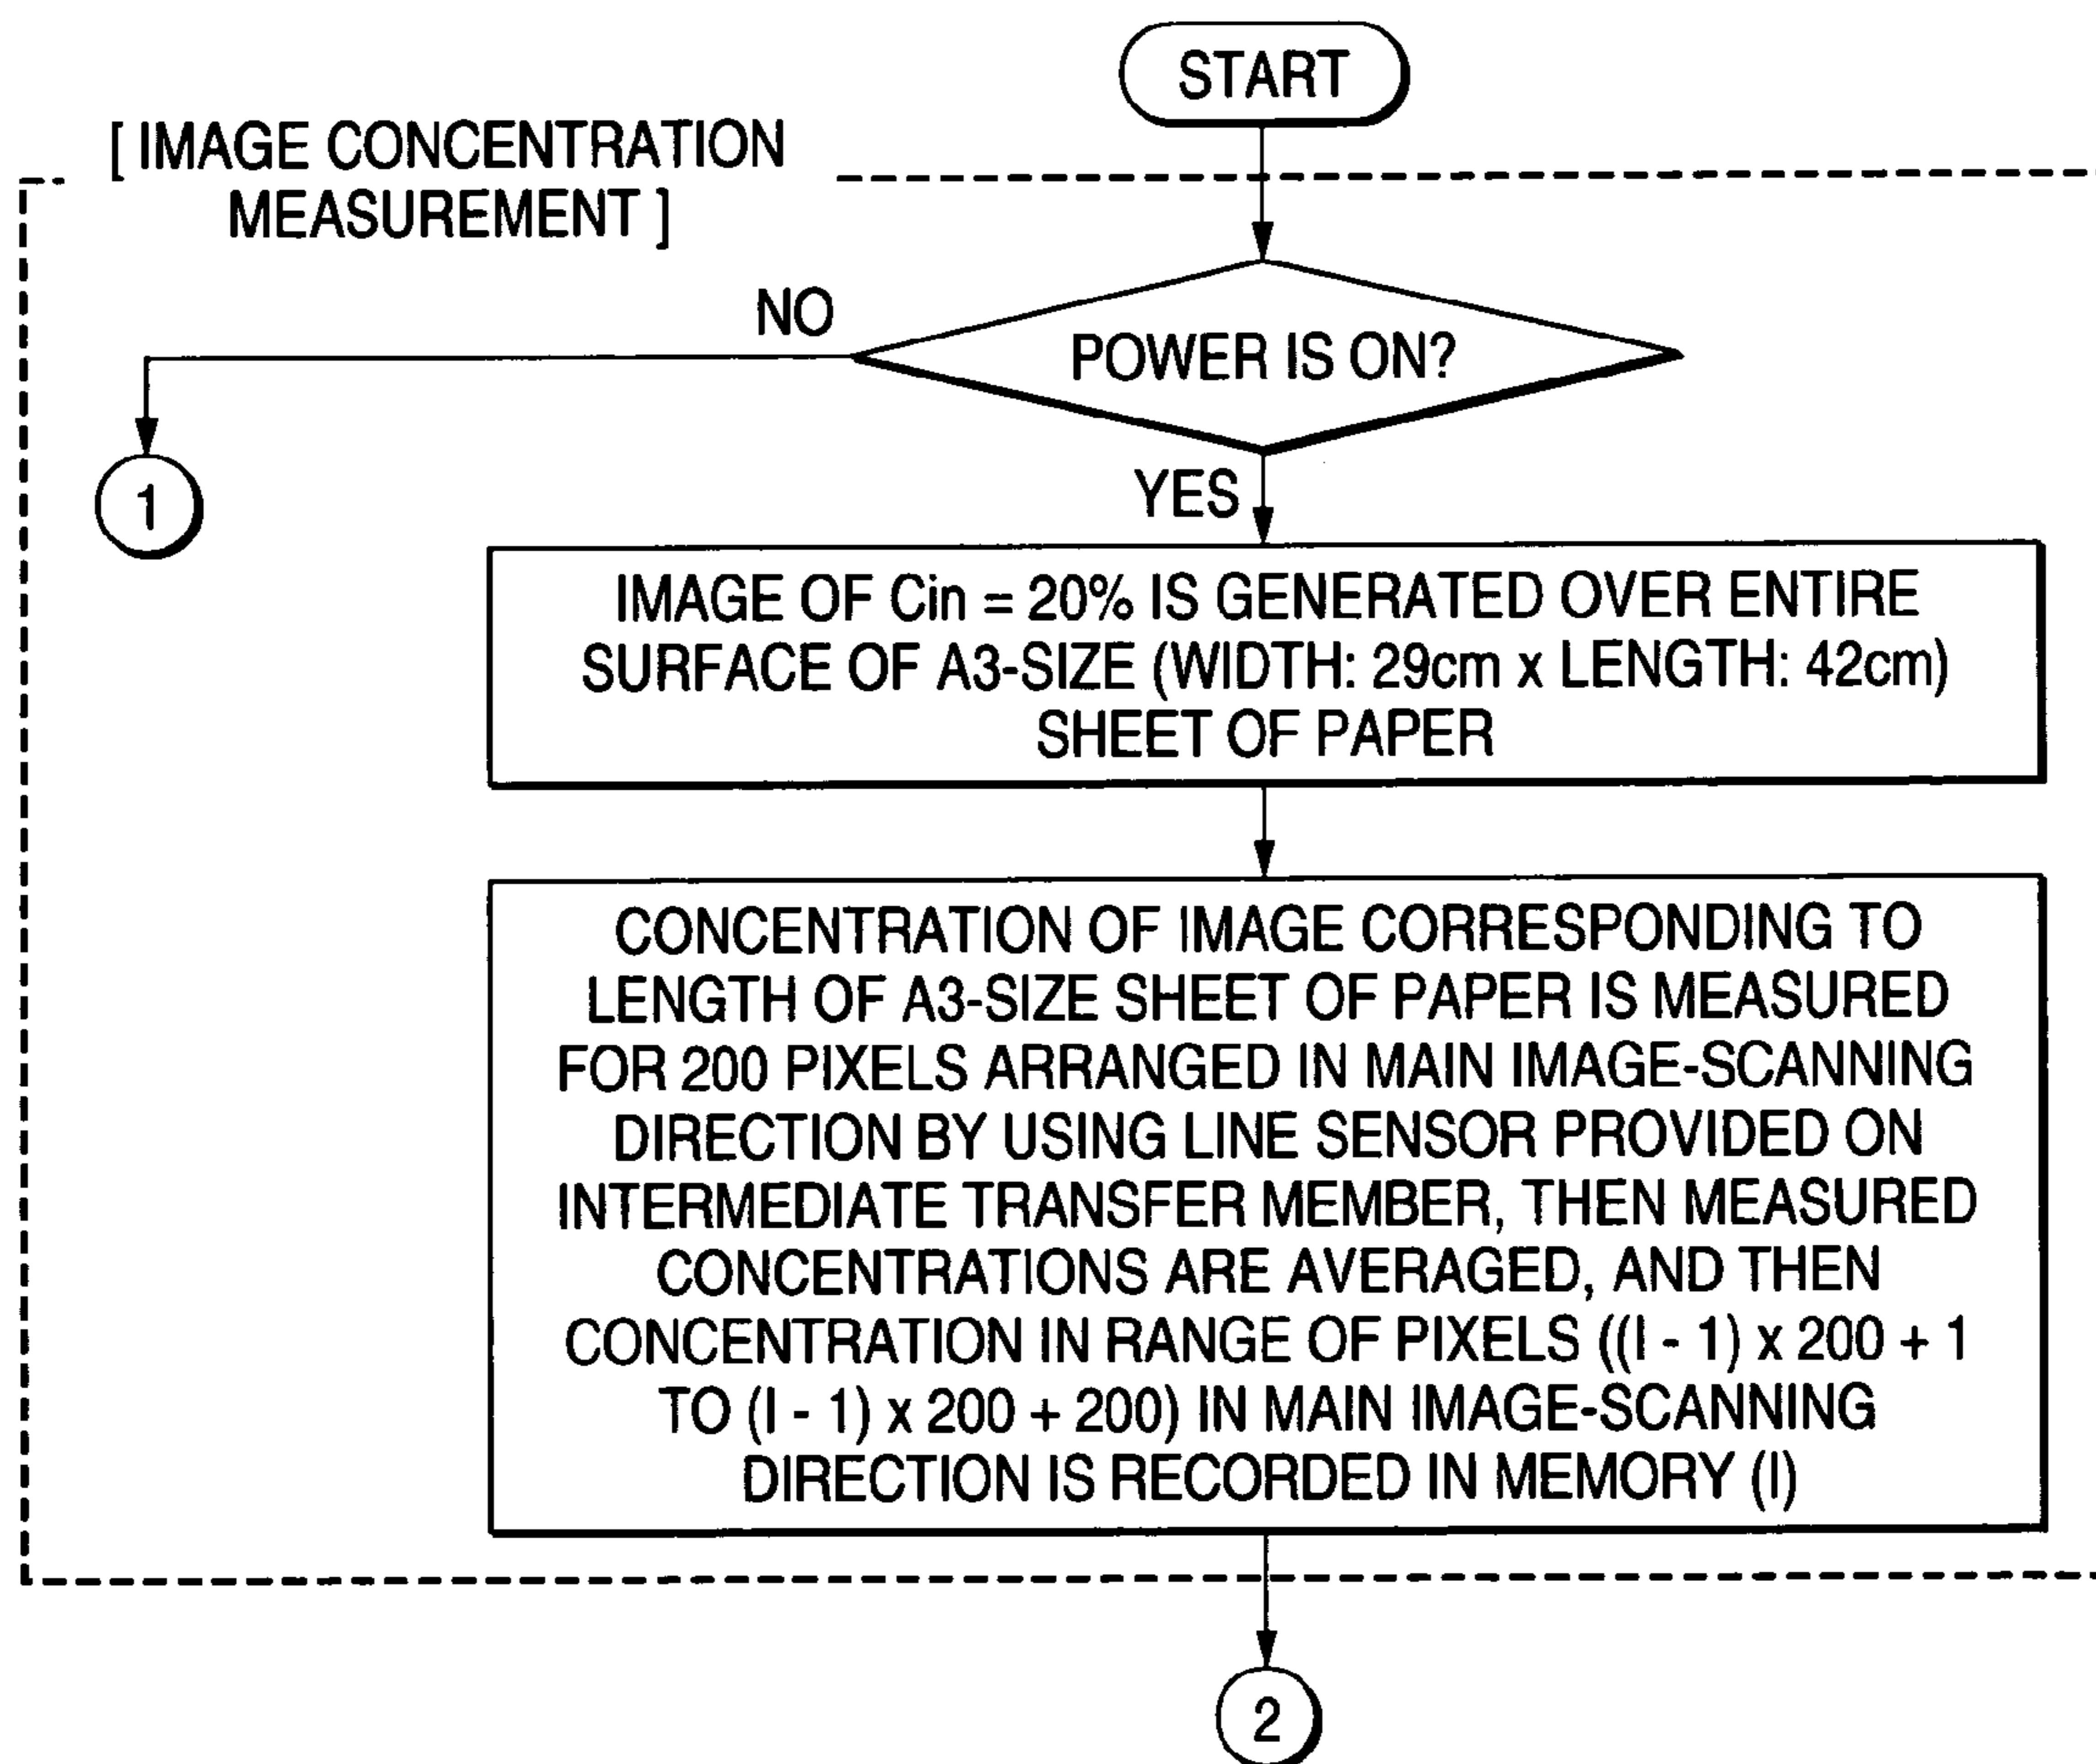 START
[ IMAGE CONCENTRATION
MEASUREMENT ]
NO
POWER IS ON?
1
YES
IMAGE OF Cin = 20% IS GENERATED OVER ENTIRE
SURFACE OF A3-SIZE (WIDTH: 29cm x LENGTH: 42cm)
SHEET OF PAPER
CONCENTRATION OF IMAGE CORRESPONDING TO
LENGTH OF A3-SIZE SHEET OF PAPER IS MEASURED
FOR 200 PIXELS ARRANGED IN MAIN IMAGE-SCANNING
DIRECTION BY USING LINE SENSOR PROVIDED ON
INTERMEDIATE TRANSFER MEMBER, THEN MEASURED
CONCENTRATIONS ARE AVERAGED, AND THEN
CONCENTRATION IN RANGE OF PIXELS ((I - 1) x 200 + 1
TO (I - 1) x 200 + 200) IN MAIN IMAGE-SCANNING
DIRECTION IS RECORDED IN MEMORY (I)
2